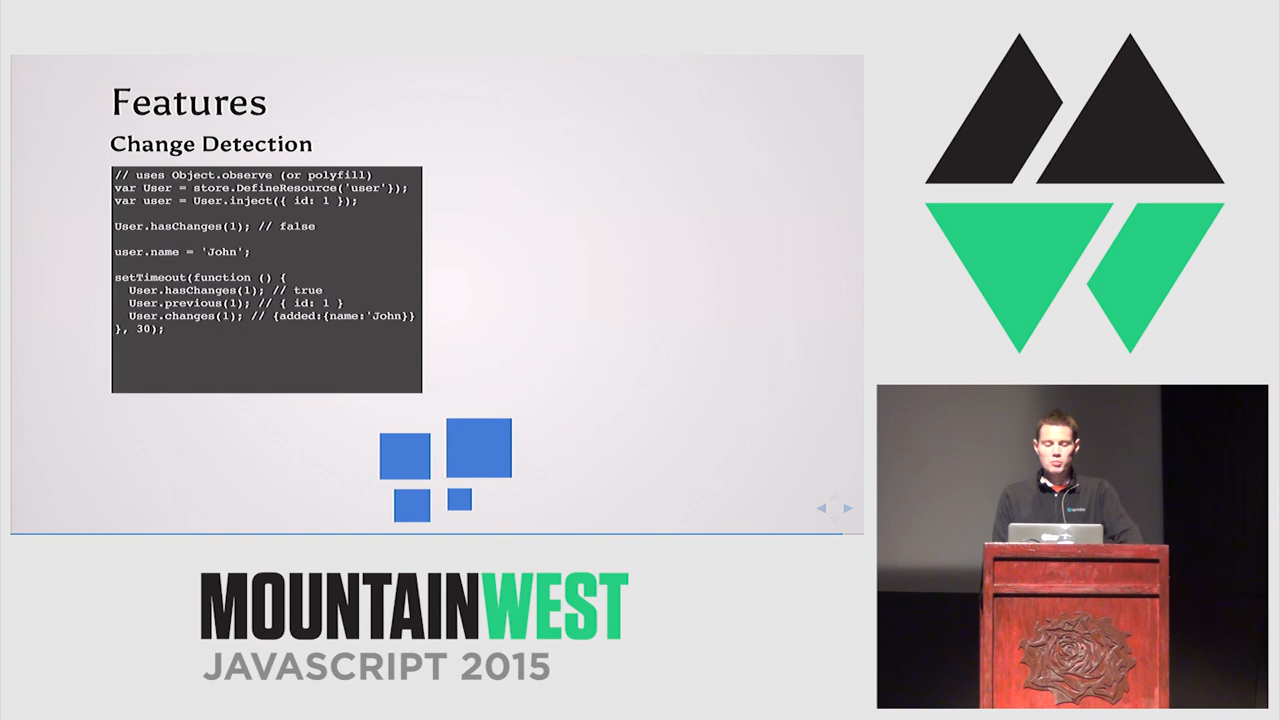 Features
Change Detection
// uses Object.observe (or polyfill)
var User = store.DefineResource('user'});
var user = User.inject({ id: 1 });
User.hasChanges(1); // false
user.name = 'John';
setTimeout(function () {
User.hasChanges(1); // true
User.previous(1); // { id: 1 }
User.changes(1); // {added:{name:'John}}
}, 30);
MOUNTAINWEST
JAVASCRIPT 2015